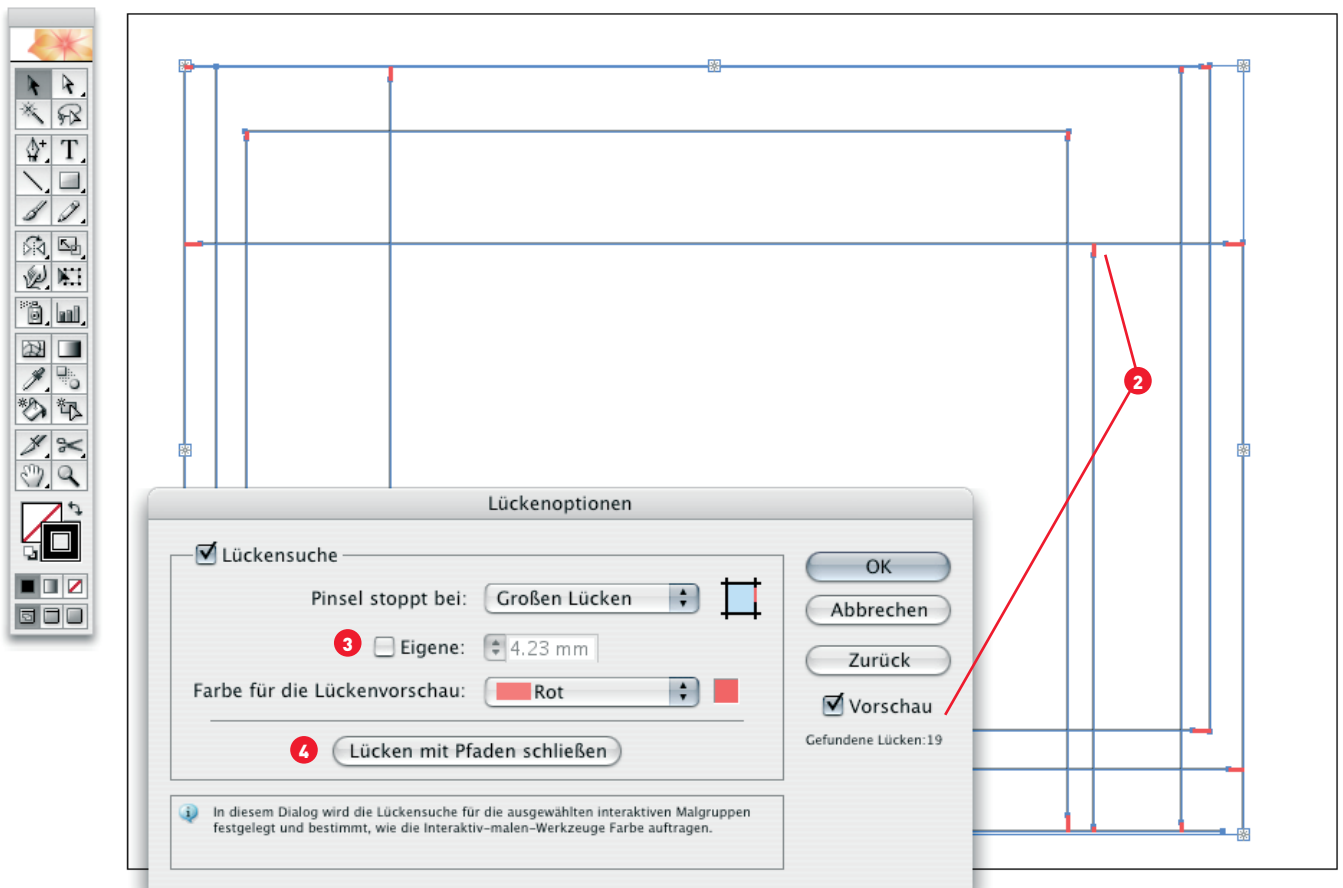 T
2
Lückenoptionen
Lückensuche
Pinsel stoppt bei: Großen Lücken
3 Eigene: 4.23 mm
Farbe für die Lückenvorschau: Rot
4 Lücken mit Pfaden schließen
OK
Abbrechen
Zurück
Vorschau
Gefundene Lücken:19
In diesem Dialog wird die Lückensuche für die ausgewählten interaktiven Malgruppen
festgelegt und bestimmt, wie die Interaktiv-malen-Werkzeuge Farbe auftragen.